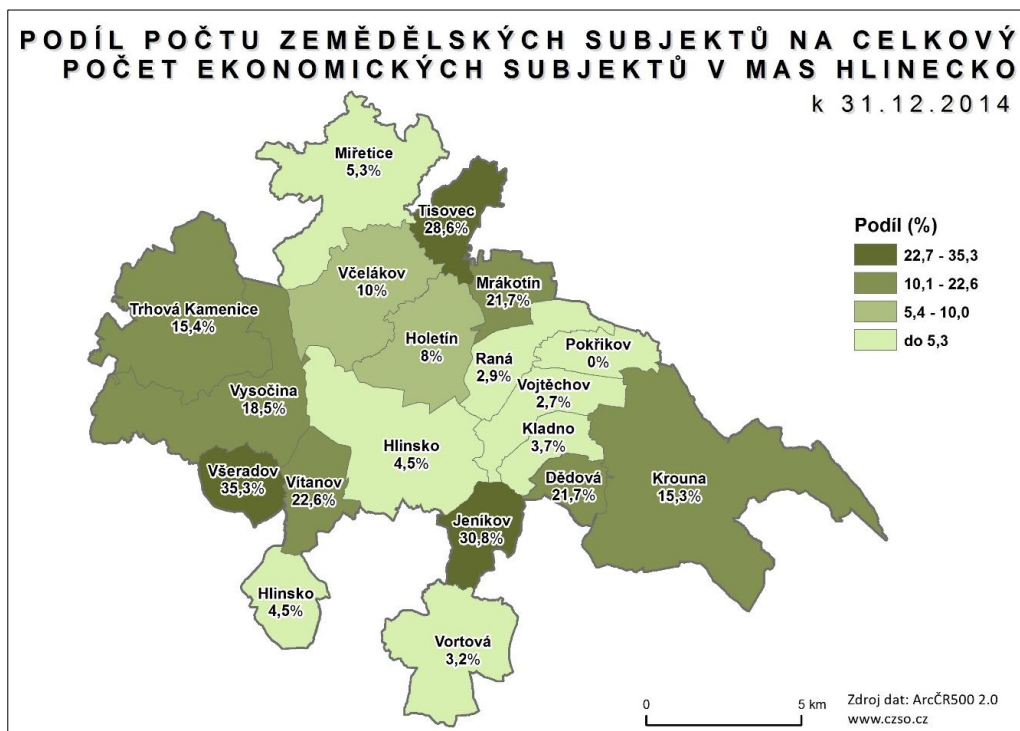 PODÍL POČTU ZEMĚDĚLSKÝCH SUBJEKTŮ NA CELKOVÝ
POČET EKONOMICKÝCH SUBJEKTŮ V MAS HLINECKO
k 31.12.2014
Miřetice
5,3%
Tisovec
28,6%
Včelákov
10%
Mrákotín
21,7%
Trhová Kamenice
15,4%
Holetín
8%
Raná
2,9%
Pokřikov
0%
Vojtěchov
2,7%
Vysočina
18,5%
Kladno
3,7%
Hlinsko
4,5%
Všeradov
35,3%
Vítanov
22,6%
Dědová
21,7%
Krouna
15,3%
Jeníkov
30,8%
Hlinsko
4,5%
Vortová
3,2%
Podíl (%)
22,7 - 35,3
10,1 - 22,6
5,4 - 10,0
do 5,3
0 5 km
Zdroj dat: ArcČR500 2.0
www.czso.cz